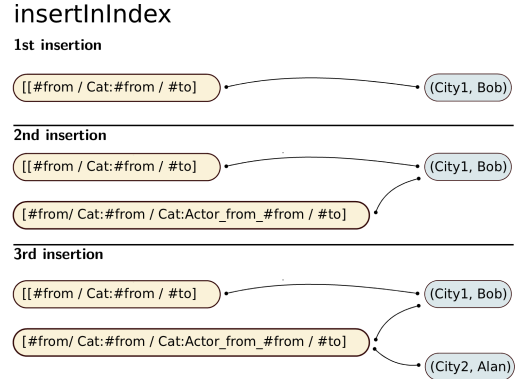 insertInIndex
1st insertion
[[#from / Cat:#from / #to]
(City1, Bob)
2nd insertion
[[#from / Cat:#from / #to]
(City1, Bob)
[#from/ Cat:#from / Cat:Actor_from_#from / #to]
3rd insertion
[[#from / Cat:#from / #to]
(City1, Bob)
[#from/ Cat:#from / Cat:Actor_from_#from / #to]
(City2, Alan)